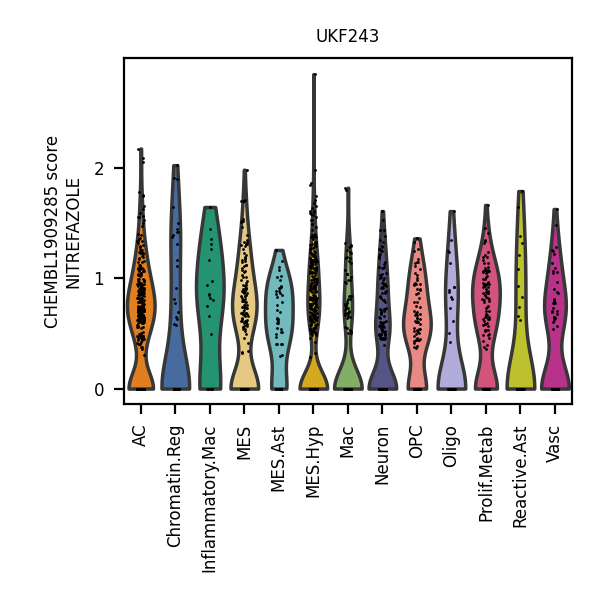 UKF243
CHEMBL1909285 score
NITREFAZOLE
2
1
0
AC
Chromatin.Reg
Inflammatory.Mac
MES
MES.Ast
MES.Hyp
Mac
Neuron
OPC
Oligo
Prolif.Metab
Reactive.Ast
Vasc